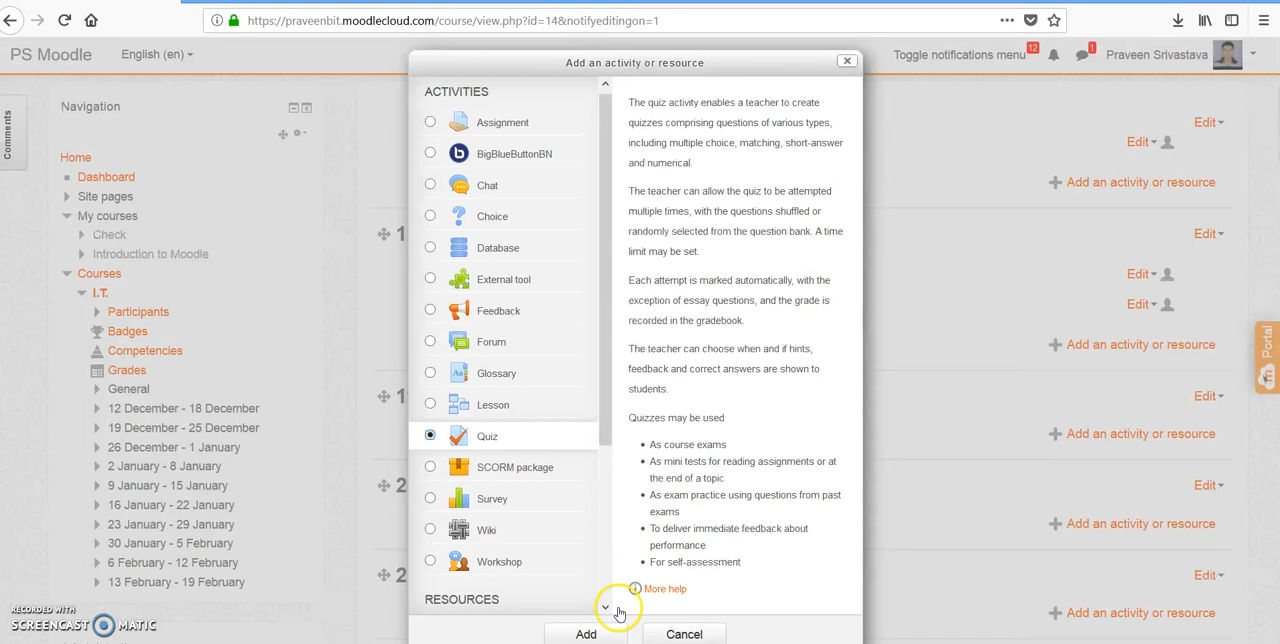 https://praveenbit.moodlecloud.com/course/view.php?id=14&notifyeditingon=1
PS Moodle
English (en)
Toggle notifications menu
12
1
Praveen Srivastava
Comments
Navigation
Home
Dashboard
Site pages
My courses
Check
Introduction to Moodle
Courses
I.T.
Participants
Badges
Competencies
Grades
General
12 December - 18 December
19 December - 25 December
26 December - 1 January
2 January - 8 January
9 January - 15 January
16 January - 22 January
23 January - 29 January
30 January - 5 February
6 February - 12 February
13 February - 19 February
RECORDED WITH
SCREENCAST MATIC
Add an activity or resource
ACTIVITIES
Assignment
BigBlueButtonBN
Chat
Choice
Database
External tool
Feedback
Forum
Glossary
Lesson
Quiz
SCORM package
Survey
Wiki
Workshop
RESOURCES
The quiz activity enables a teacher to create
quizzes comprising questions of various types,
including multiple choice, matching, short-answer
and numerical.
The teacher can allow the quiz to be attempted
multiple times, with the questions shuffled or
randomly selected from the question bank. A time
limit may be set.
Each attempt is marked automatically, with the
exception of essay questions, and the grade is
recorded in the gradebook.
The teacher can choose when and if hints,
feedback and correct answers are shown to
students.
Quizzes may be used
As course exams
As mini tests for reading assignments or at
the end of a topic
As exam practice using questions from past
exams
To deliver immediate feedback about
performance
For self-assessment
More help
Add
Cancel
Edit
Edit
Add an activity or resource
1
Edit
Edit
Edit
Add an activity or resource
1
Edit
Add an activity or resource
2
Edit
Add an activity or resource
2
Edit
Add an activity or resource
Portal